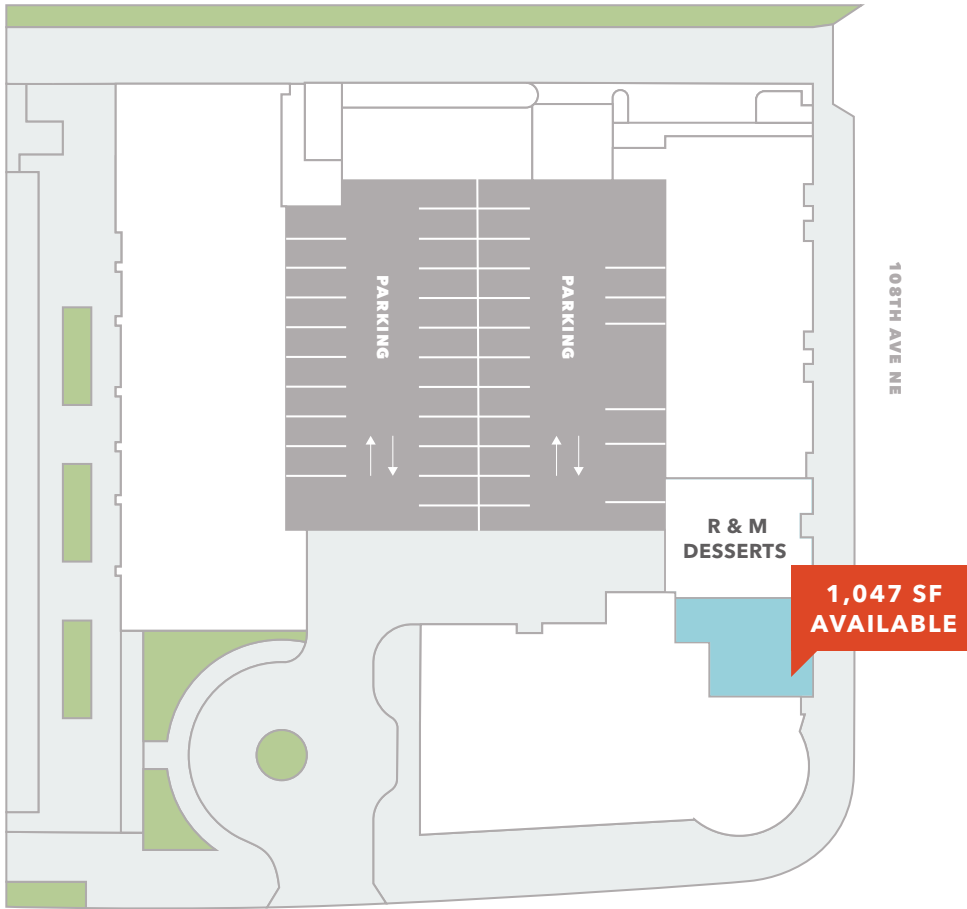 PARKING
PARKING
108TH AVE NE
R & M
DESSERTS
1,047 SF
AVAILABLE